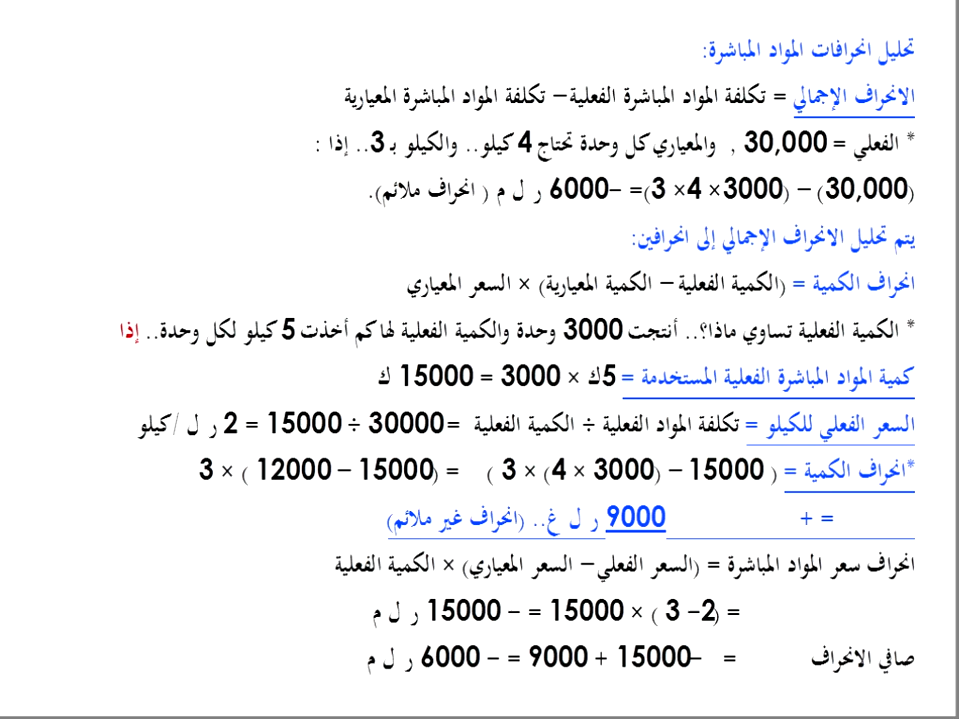 تحليل انحرافات المواد المباشرة:
الانحراف الإجمالي = تكلفة المواد المباشرة الفعلية – تكلفة المواد المباشرة المعيارية
* الفعلي = 30,000 , والمعياري كل وحدة تحتاج 4 كيلو.. والكيلو بـ 3.. إذا :
(30,000) – (3000 × 4 × 3) = –6000 ر ل م ( انحراف ملائم).
يتم تحليل الانحراف الإجمالي إلى انحرافين:
انحراف الكمية = (الكمية الفعلية – الكمية المعيارية) × السعر المعياري
* الكمية الفعلية تساوي ماذا؟.. أنتجت 3000 وحدة والكمية الفعلية لها كم أخذت 5 كيلو لكل وحدة.. إذا
كمية المواد المباشرة الفعلية المستخدمة = 5ك × 3000 = 15000 ك
السعر الفعلي للكيلو = تكلفة المواد الفعلية ÷ الكمية الفعلية = 30000 ÷ 15000 = 2 ر ل /كيلو
*انحراف الكمية = ( 15000 – (3000 × 4) × 3 ) = (15000 – 12000 ) × 3
= + 9000 ر ل غ.. (انحراف غير ملائم)
انحراف سعر المواد المباشرة = (السعر الفعلي – السعر المعياري) × الكمية الفعلية
= (2– 3 ) × 15000 = – 15000 ر ل م
صافي الانحراف = –15000 + 9000 = – 6000 ر ل م